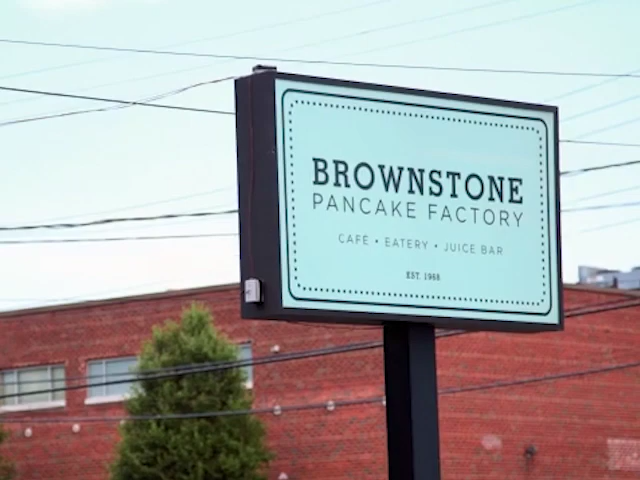 BROWNSTONE
PANCAKE FACTORY
CAFE • EATERY • JUICE BAR
EST. 1968